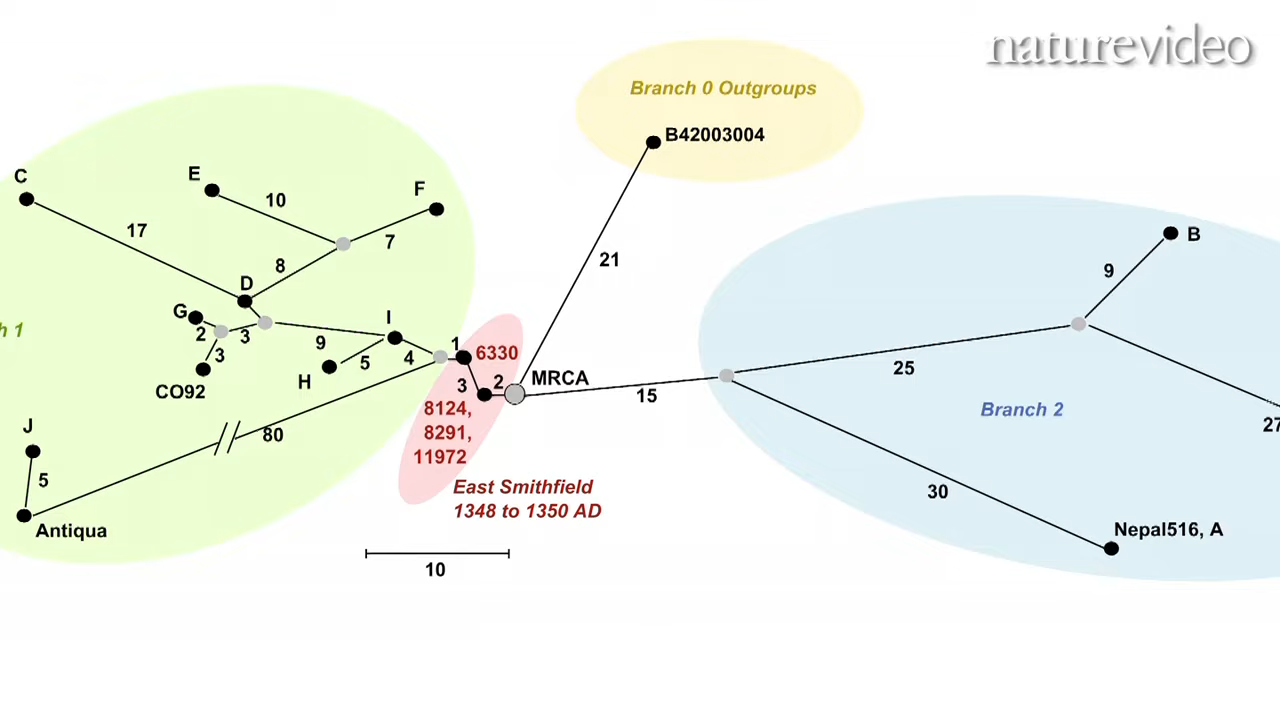 naturevideo
Branch 0 Outgroups
B42003004
C
E
F
10
17
7
8
21
B
9
D
G
I
h 1
2
3
3
9
5
4
1
6330
H
CO92
3
2
MRCA
15
25
8124,
8291,
11972
Branch 2
J
80
27
5
East Smithfield
1348 to 1350 AD
30
Antiqua
Nepal516, A
10